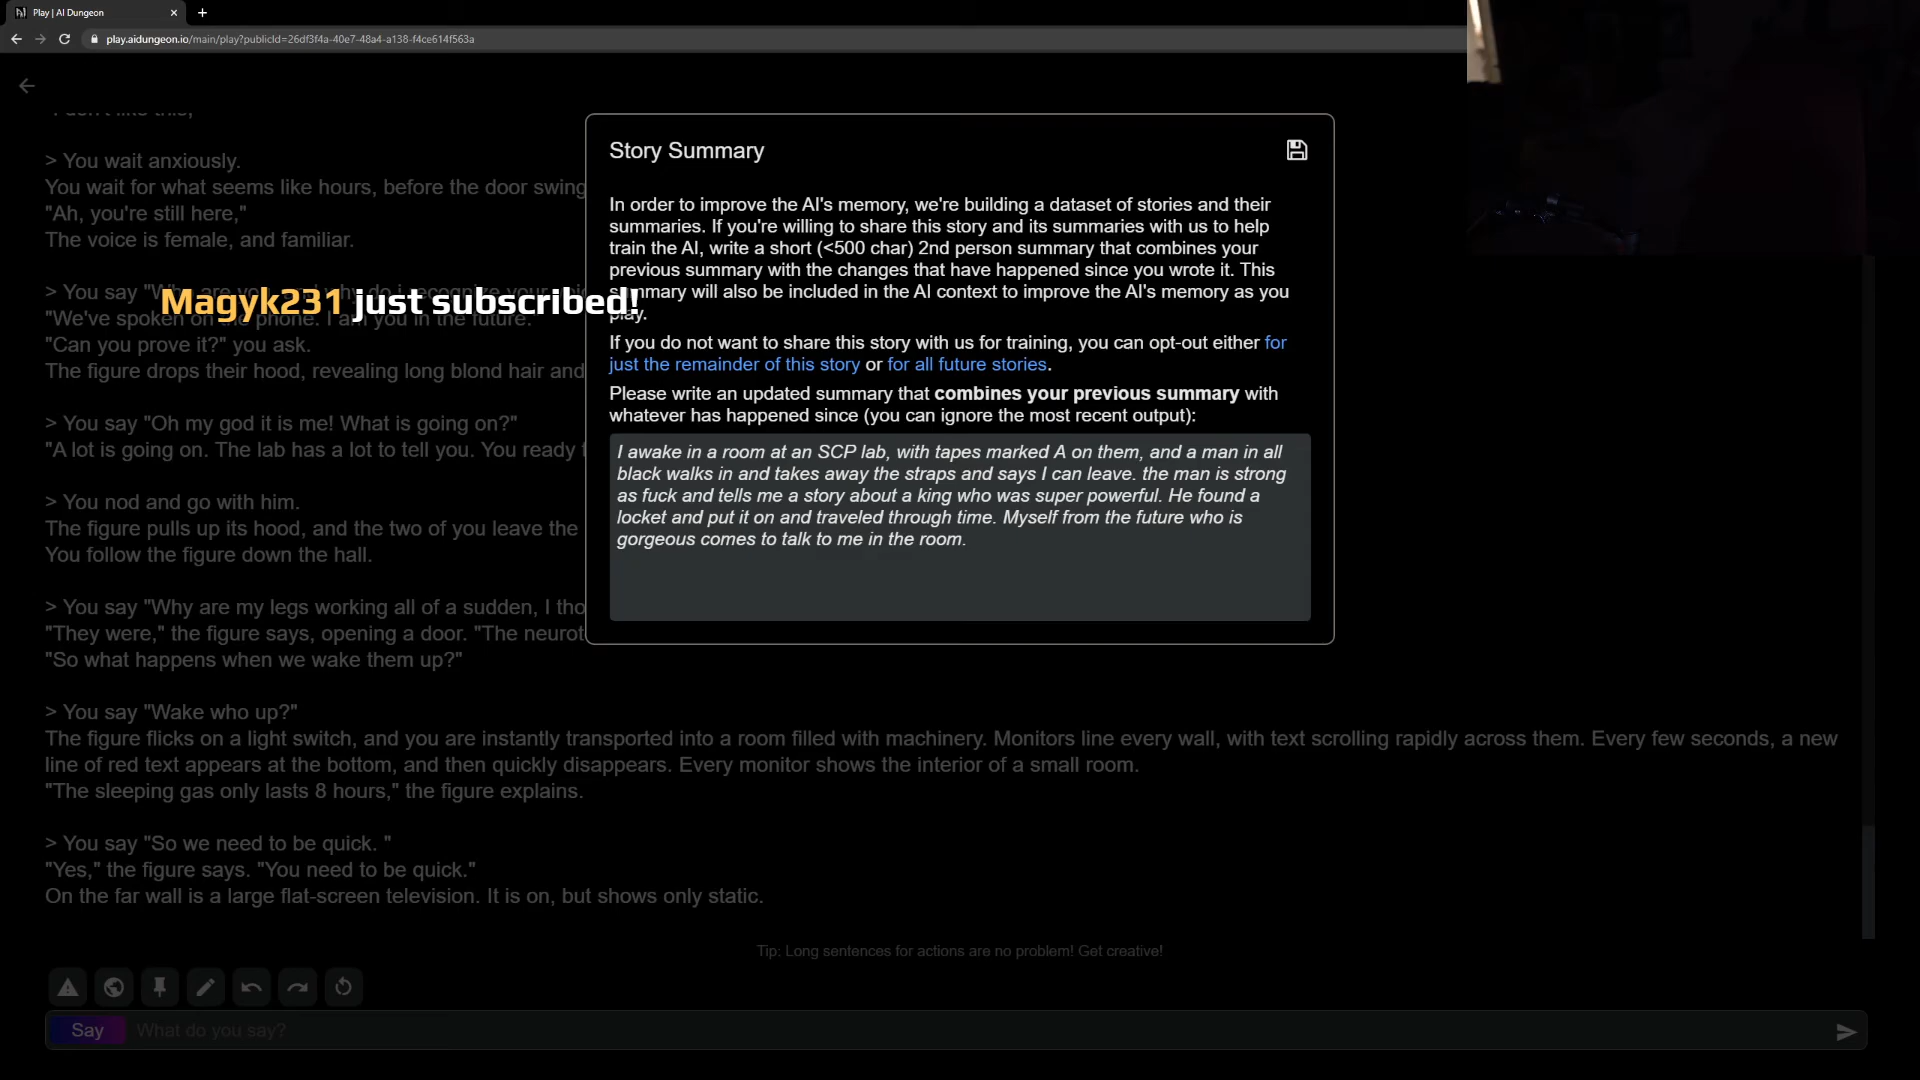 Play | AI Dungeon
play.aidungeon.io/main/play?publicId=26df3f4a-40e7-48a4-a138-f4ce614f563a
"I don't like this,"
> You wait anxiously.
You wait for what seems like hours, before the door swing
"Ah, you're still here,"
The voice is female, and familiar.
> You say "Why are you, and why do i recognize your
"We've spoken on the phone. I am you in the future."
"Can you prove it?" you ask.
The figure drops their hood, revealing long blond hair and
> You say "Oh my god it is me! What is going on?"
"A lot is going on. The lab has a lot to tell you. You ready
> You nod and go with him.
The figure pulls up its hood, and the two of you leave the
You follow the figure down the hall.
> You say "Why are my legs working all of a sudden, I tho
"They were," the figure says, opening a door. "The neurot
"So what happens when we wake them up?"
> You say "Wake who up?"
The figure flicks on a light switch, and you are instantly transported into a room filled with machinery. Monitors line every wall, with text scrolling rapidly across them. Every few seconds, a new
line of red text appears at the bottom, and then quickly disappears. Every monitor shows the interior of a small room.
"The sleeping gas only lasts 8 hours," the figure explains.
> You say "So we need to be quick. "
"Yes," the figure says. "You need to be quick."
On the far wall is a large flat-screen television. It is on, but shows only static.
Magyk231 just subscribed!
Story Summary
In order to improve the AI's memory, we're building a dataset of stories and their
summaries. If you're willing to share this story and its summaries with us to help
train the AI, write a short (<500 char) 2nd person summary that combines your
previous summary with the changes that have happened since you wrote it. This
summary will also be included in the AI context to improve the AI's memory as you
play.
If you do not want to share this story with us for training, you can opt-out either for
just the remainder of this story or for all future stories.
Please write an updated summary that combines your previous summary with
whatever has happened since (you can ignore the most recent output):
I awake in a room at an SCP lab, with tapes marked A on them, and a man in all
black walks in and takes away the straps and says I can leave. the man is strong
as fuck and tells me a story about a king who was super powerful. He found a
locket and put it on and traveled through time. Myself from the future who is
gorgeous comes to talk to me in the room.
Tip: Long sentences for actions are no problem! Get creative!
Say What do you say?